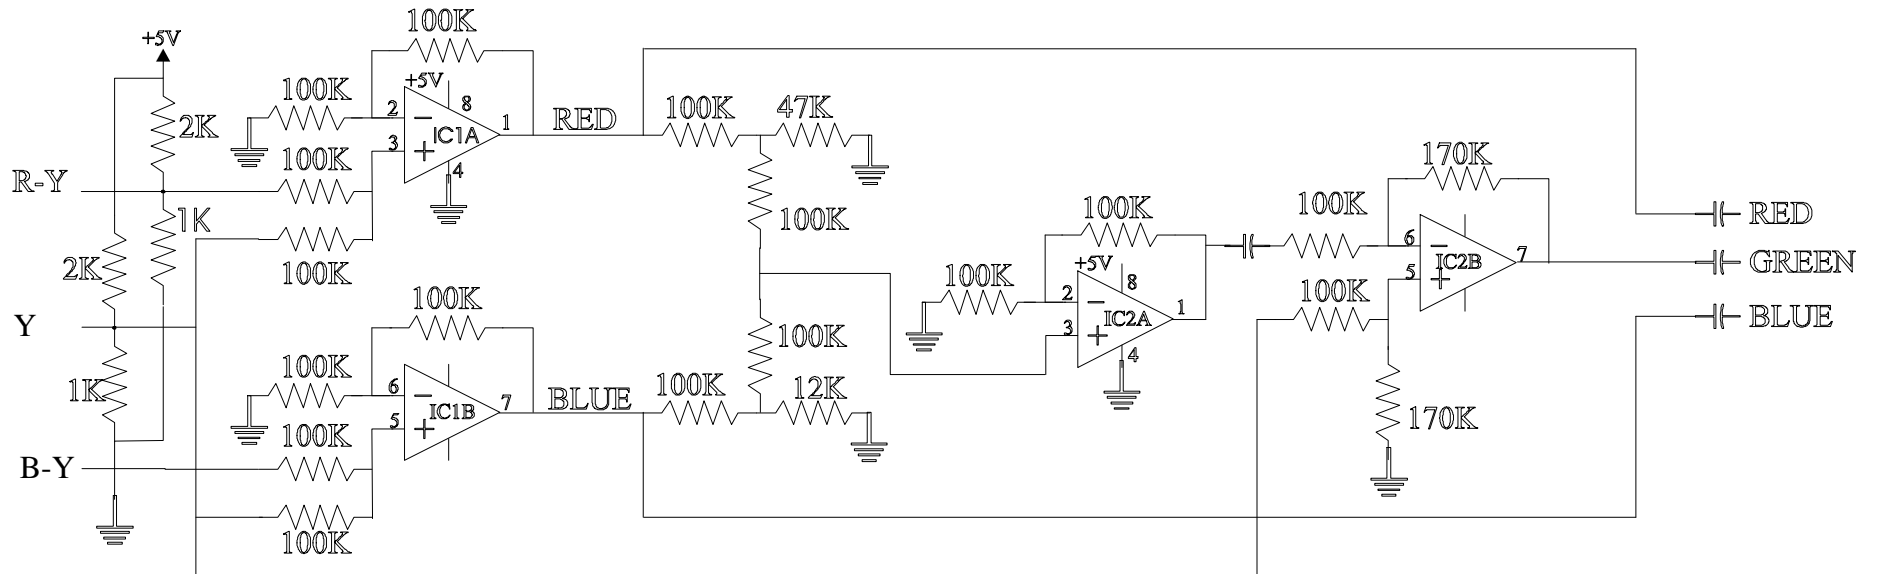 100K
+5V
100K
+5V
2
8
1
RED
100K
47K
2K
IC1A
3
4
100K
R-Y
170K
1K
100K
100K
100K
RED
100K
6
7
GREEN
IC2B
5
2K
+5V
100K
8
100K
100K
2
1
BLUE
Y
IC2A
3
100K
4
100K
1K
6
7
BLUE
100K
12K
IC1B
5
170K
100K
B-Y
100K